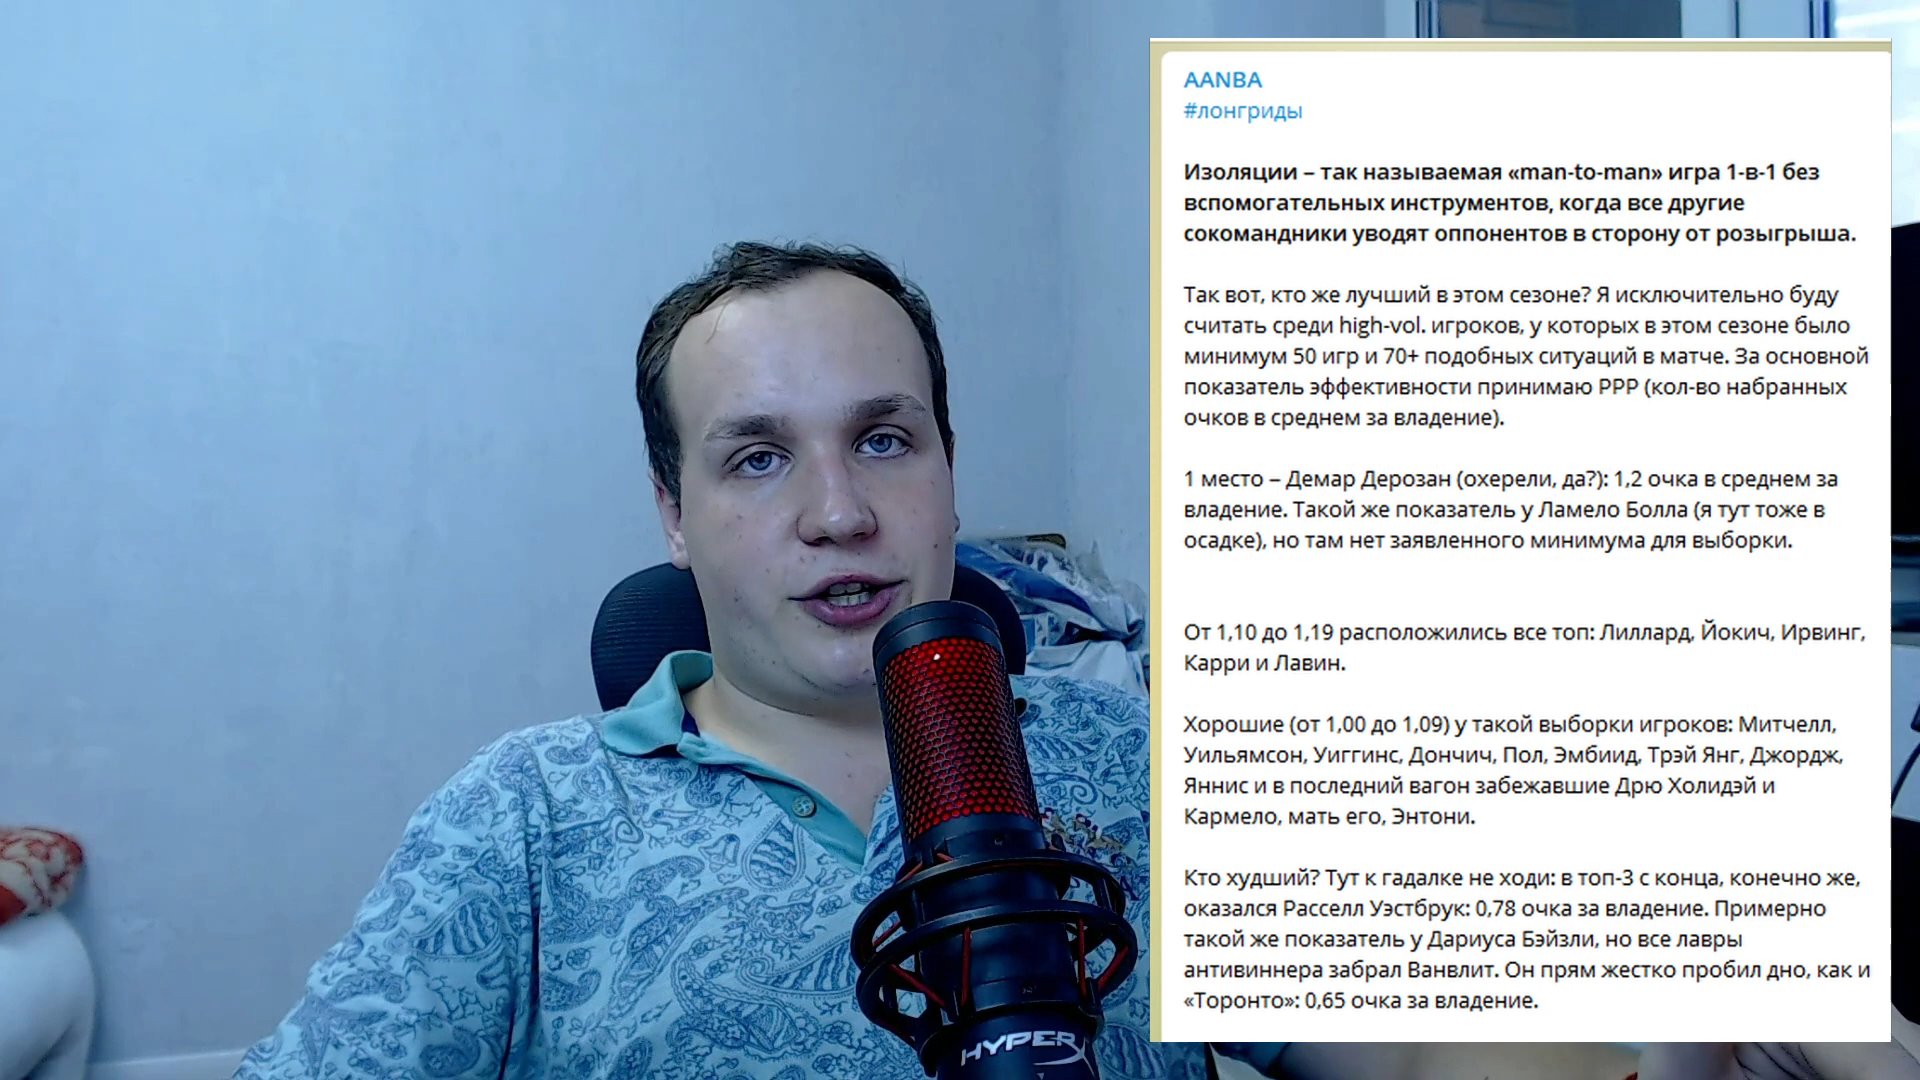 AANBA
#лонгриды
Изоляции – так называемая «man-to-man» игра 1-в-1 без
вспомогательных инструментов, когда все другие
сокомандники уводят оппонентов в сторону от розыгрыша.
Так вот, кто же лучший в этом сезоне? Я исключительно буду
считать среди high-vol. игроков, у которых в этом сезоне было
минимум 50 игр и 70+ подобных ситуаций в матче. За основной
показатель эффективности принимаю PPP (кол-во набранных
очков в среднем за владение).
1 место – Демар Дерозан (охерели, да?): 1,2 очка в среднем за
владение. Такой же показатель у Ламело Болла (я тут тоже в
осадке), но там нет заявленного минимума для выборки.
От 1,10 до 1,19 расположились все топ: Лиллард, Йокич, Ирвинг,
Карри и Лавин.
Хорошие (от 1,00 до 1,09) у такой выборки игроков: Митчелл,
Уильямсон, Уиггинс, Дончич, Пол, Эмбиид, Трэй Янг, Джордж,
Яннис и в последний вагон забежавшие Дрю Холидэй и
Кармело, мать его, Энтони.
Кто худший? Тут к гадалке не ходи: в топ-3 с конца, конечно же,
оказался Расселл Уэстбрук: 0,78 очка за владение. Примерно
такой же показатель у Дариуса Бэйзли, но все лавры
антивиннера забрал Ванвлит. Он прям жестко пробил дно, как и
«Торонто»: 0,65 очка за владение.
HYPERX